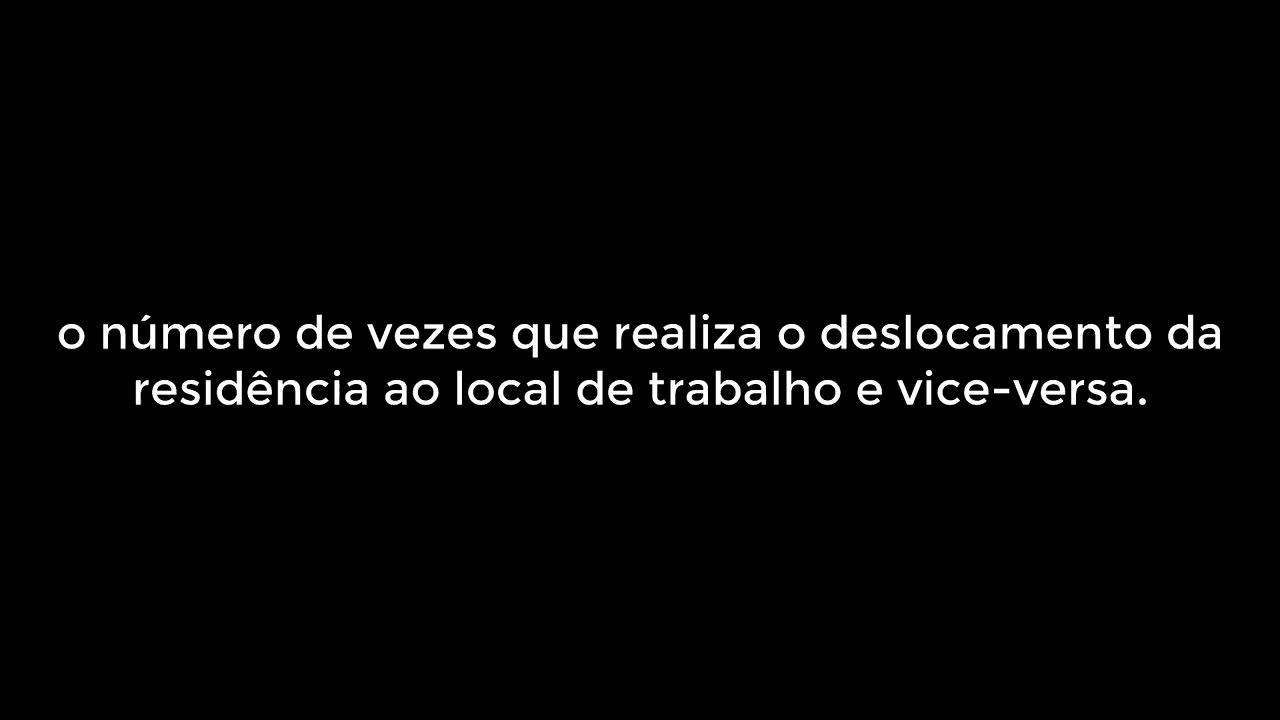 o número de vezes que realiza o deslocamento da
residência ao local de trabalho e vice-versa.